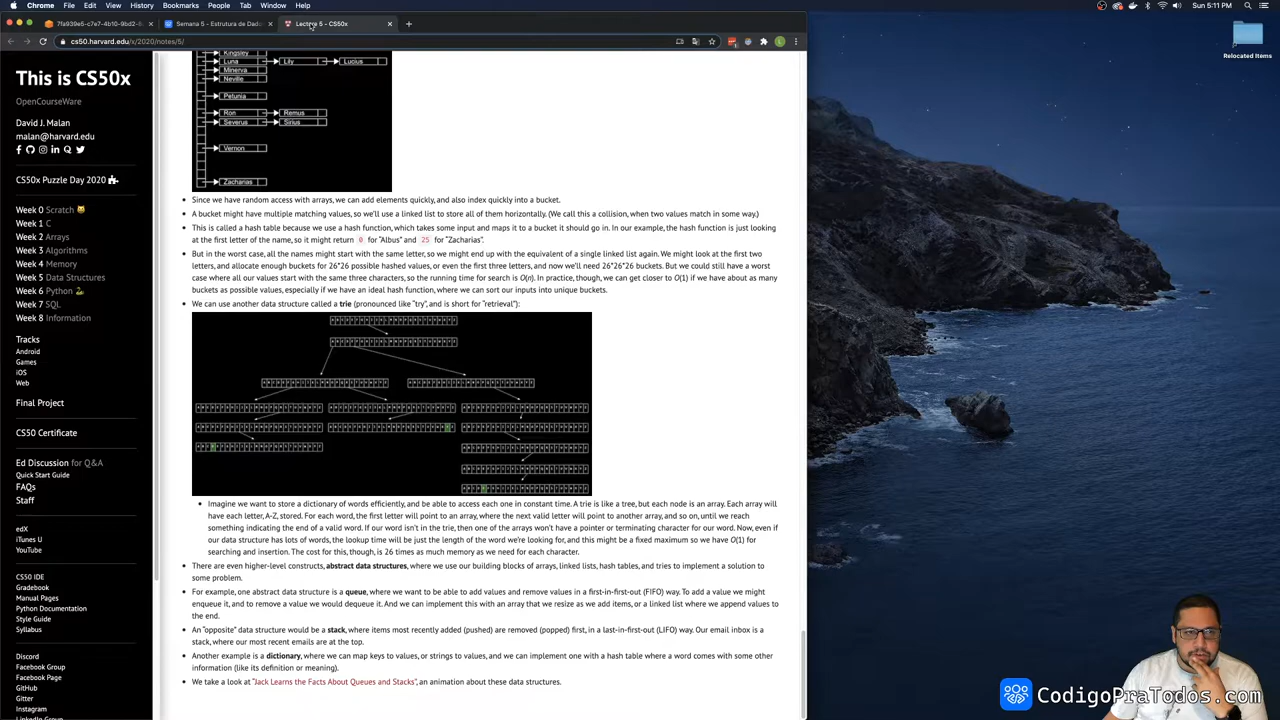 Chrome File Edit View History Bookmarks People Tab Window Help
Sun 5:11 PM
7fa939e5-c7e7-4b10-9bd2-6
Semana 5 - Estrutura de Dado
Lecture 5 - CS50x
cs50.harvard.edu/x/2020/notes/5/
Relocated Items
This is CS50x
OpenCourseWare
David J. Malan
malan@harvard.edu
CS50x Puzzle Day 2020
Week 0 Scratch
Week 1 C
Week 2 Arrays
Week 3 Algorithms
Week 4 Memory
Week 5 Data Structures
Week 6 Python
Week 7 SQL
Week 8 Information
Tracks
Android
Games
iOS
Web
Final Project
CS50 Certificate
Ed Discussion for Q&A
Quick Start Guide
FAQs
Staff
edX
iTunes U
YouTube
CS50 IDE
Gradebook
Manual Pages
Python Documentation
Style Guide
Syllabus
Discord
Facebook Group
Facebook Page
GitHub
Gitter
Instagram
LinkedIn Group
Kingsley
Luna Lily Lucius
Minerva
Neville
Petunia
Ron Remus
Severus Sirius
Vernon
Zacharias
Since we have random access with arrays, we can add elements quickly, and also index quickly into a bucket.
A bucket might have multiple matching values, so we'll use a linked list to store all of them horizontally. (We call this a collision, when two values match in some way.)
This is called a hash table because we use a hash function, which takes some input and maps it to a bucket it should go in. In our example, the hash function is just looking
at the first letter of the name, so it might return 0 for "Albus" and 25 for "Zacharias".
But in the worst case, all the names might start with the same letter, so we might end up with the equivalent of a single linked list again. We might look at the first two
letters, and allocate enough buckets for 26*26 possible hashed values, or even the first three letters, and now we'll need 26*26*26 buckets. But we could still have a worst
case where all our values start with the same three characters, so the running time for search is O(n). In practice, though, we can get closer to O(1) if we have about as many
buckets as possible values, especially if we have an ideal hash function, where we can sort our inputs into unique buckets.
We can use another data structure called a trie (pronounced like "try", and is short for "retrieval"):
Imagine we want to store a dictionary of words efficiently, and be able to access each one in constant time. A trie is like a tree, but each node is an array. Each array will
have each letter, A-Z, stored. For each word, the first letter will point to an array, where the next valid letter will point to another array, and so on, until we reach
something indicating the end of a valid word. If our word isn't in the trie, then one of the arrays won't have a pointer or terminating character for our word. Now, even if
our data structure has lots of words, the lookup time will be just the length of the word we're looking for, and this might be a fixed maximum so we have O(1) for
searching and insertion. The cost for this, though, is 26 times as much memory as we need for each character.
There are even higher-level constructs, abstract data structures, where we use our building blocks of arrays, linked lists, hash tables, and tries to implement a solution to
some problem.
For example, one abstract data structure is a queue, where we want to be able to add values and remove values in a first-in-first-out (FIFO) way. To add a value we might
enqueue it, and to remove a value we would dequeue it. And we can implement this with an array that we resize as we add items, or a linked list where we append values to
the end.
An "opposite" data structure would be a stack, where items most recently added (pushed) are removed (popped) first, in a last-in-first-out (LIFO) way. Our email inbox is a
stack, where our most recent emails are at the top.
Another example is a dictionary, where we can map keys to values, or strings to values, and we can implement one with a hash table where a word comes with some other
information (like its definition or meaning).
We take a look at "Jack Learns the Facts About Queues and Stacks", an animation about these data structures.
CodigoPraTodos.com